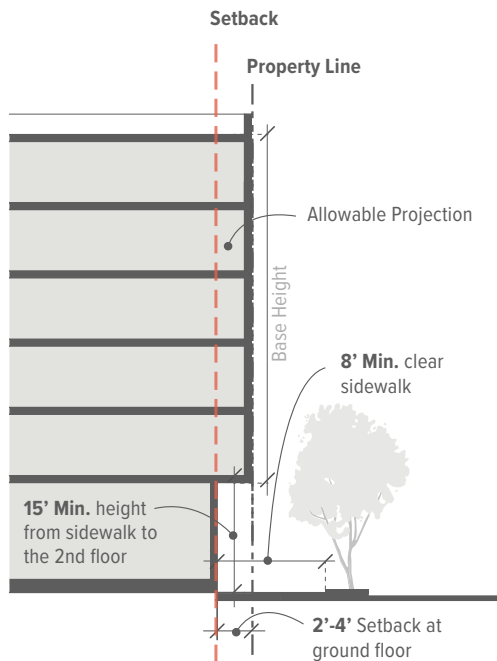 Setback
Property Line
Allowable Projection
Base Height
8’ Min. clear
sidewalk
15’ Min. height
from sidewalk to
the 2nd floor
2’-4’ Setback at
ground floor